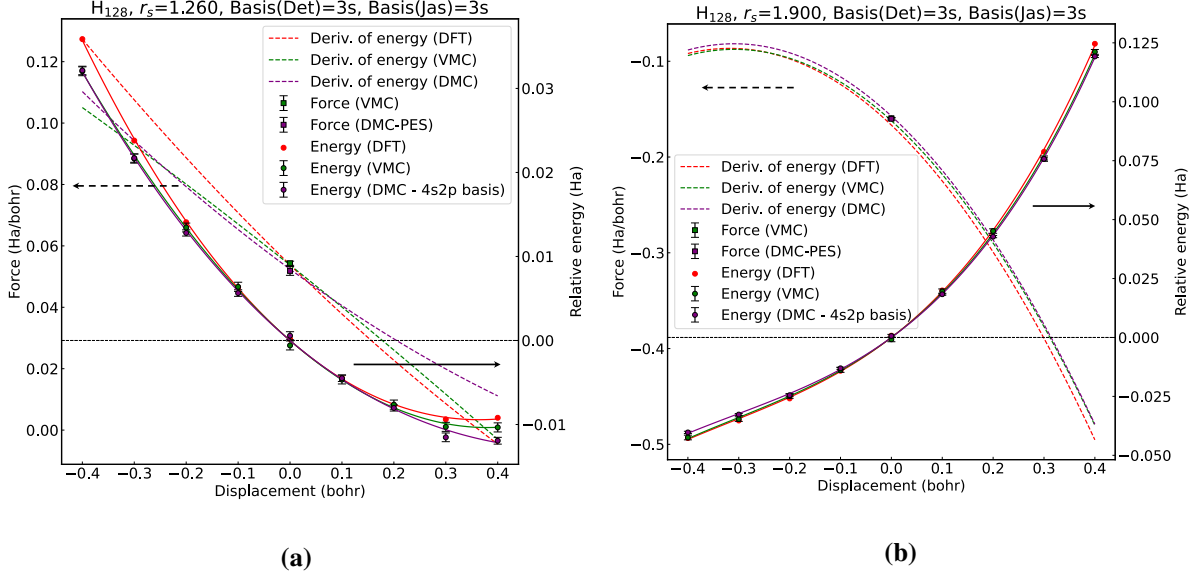 H128, rs=1.260, Basis(Det)=3s, Basis(Jas)=3s
Deriv. of energy (DFT)
Deriv. of energy (VMC)
Deriv. of energy (DMC)
Force (VMC)
Force (DMC-PES)
Energy (DFT)
Energy (VMC)
Energy (DMC - 4s2p basis)
Force (Ha/bohr)
0.12
0.10
0.08
0.06
0.04
0.02
0.00
0.03
0.02
0.01
0.00
−0.01
Relative energy (Ha)
−0.4 −0.3 −0.2 −0.1 0.0 0.1 0.2 0.3 0.4
Displacement (bohr)
(a)
H128, rs=1.900, Basis(Det)=3s, Basis(Jas)=3s
Deriv. of energy (DFT)
Deriv. of energy (VMC)
Deriv. of energy (DMC)
Force (VMC)
Force (DMC-PES)
Energy (DFT)
Energy (VMC)
Energy (DMC - 4s2p basis)
Force (Ha/bohr)
−0.1
−0.2
−0.3
−0.4
−0.5
0.125
0.100
0.075
0.050
0.025
0.000
−0.025
−0.050
Relative energy (Ha)
−0.4 −0.3 −0.2 −0.1 0.0 0.1 0.2 0.3 0.4
Displacement (bohr)
(b)